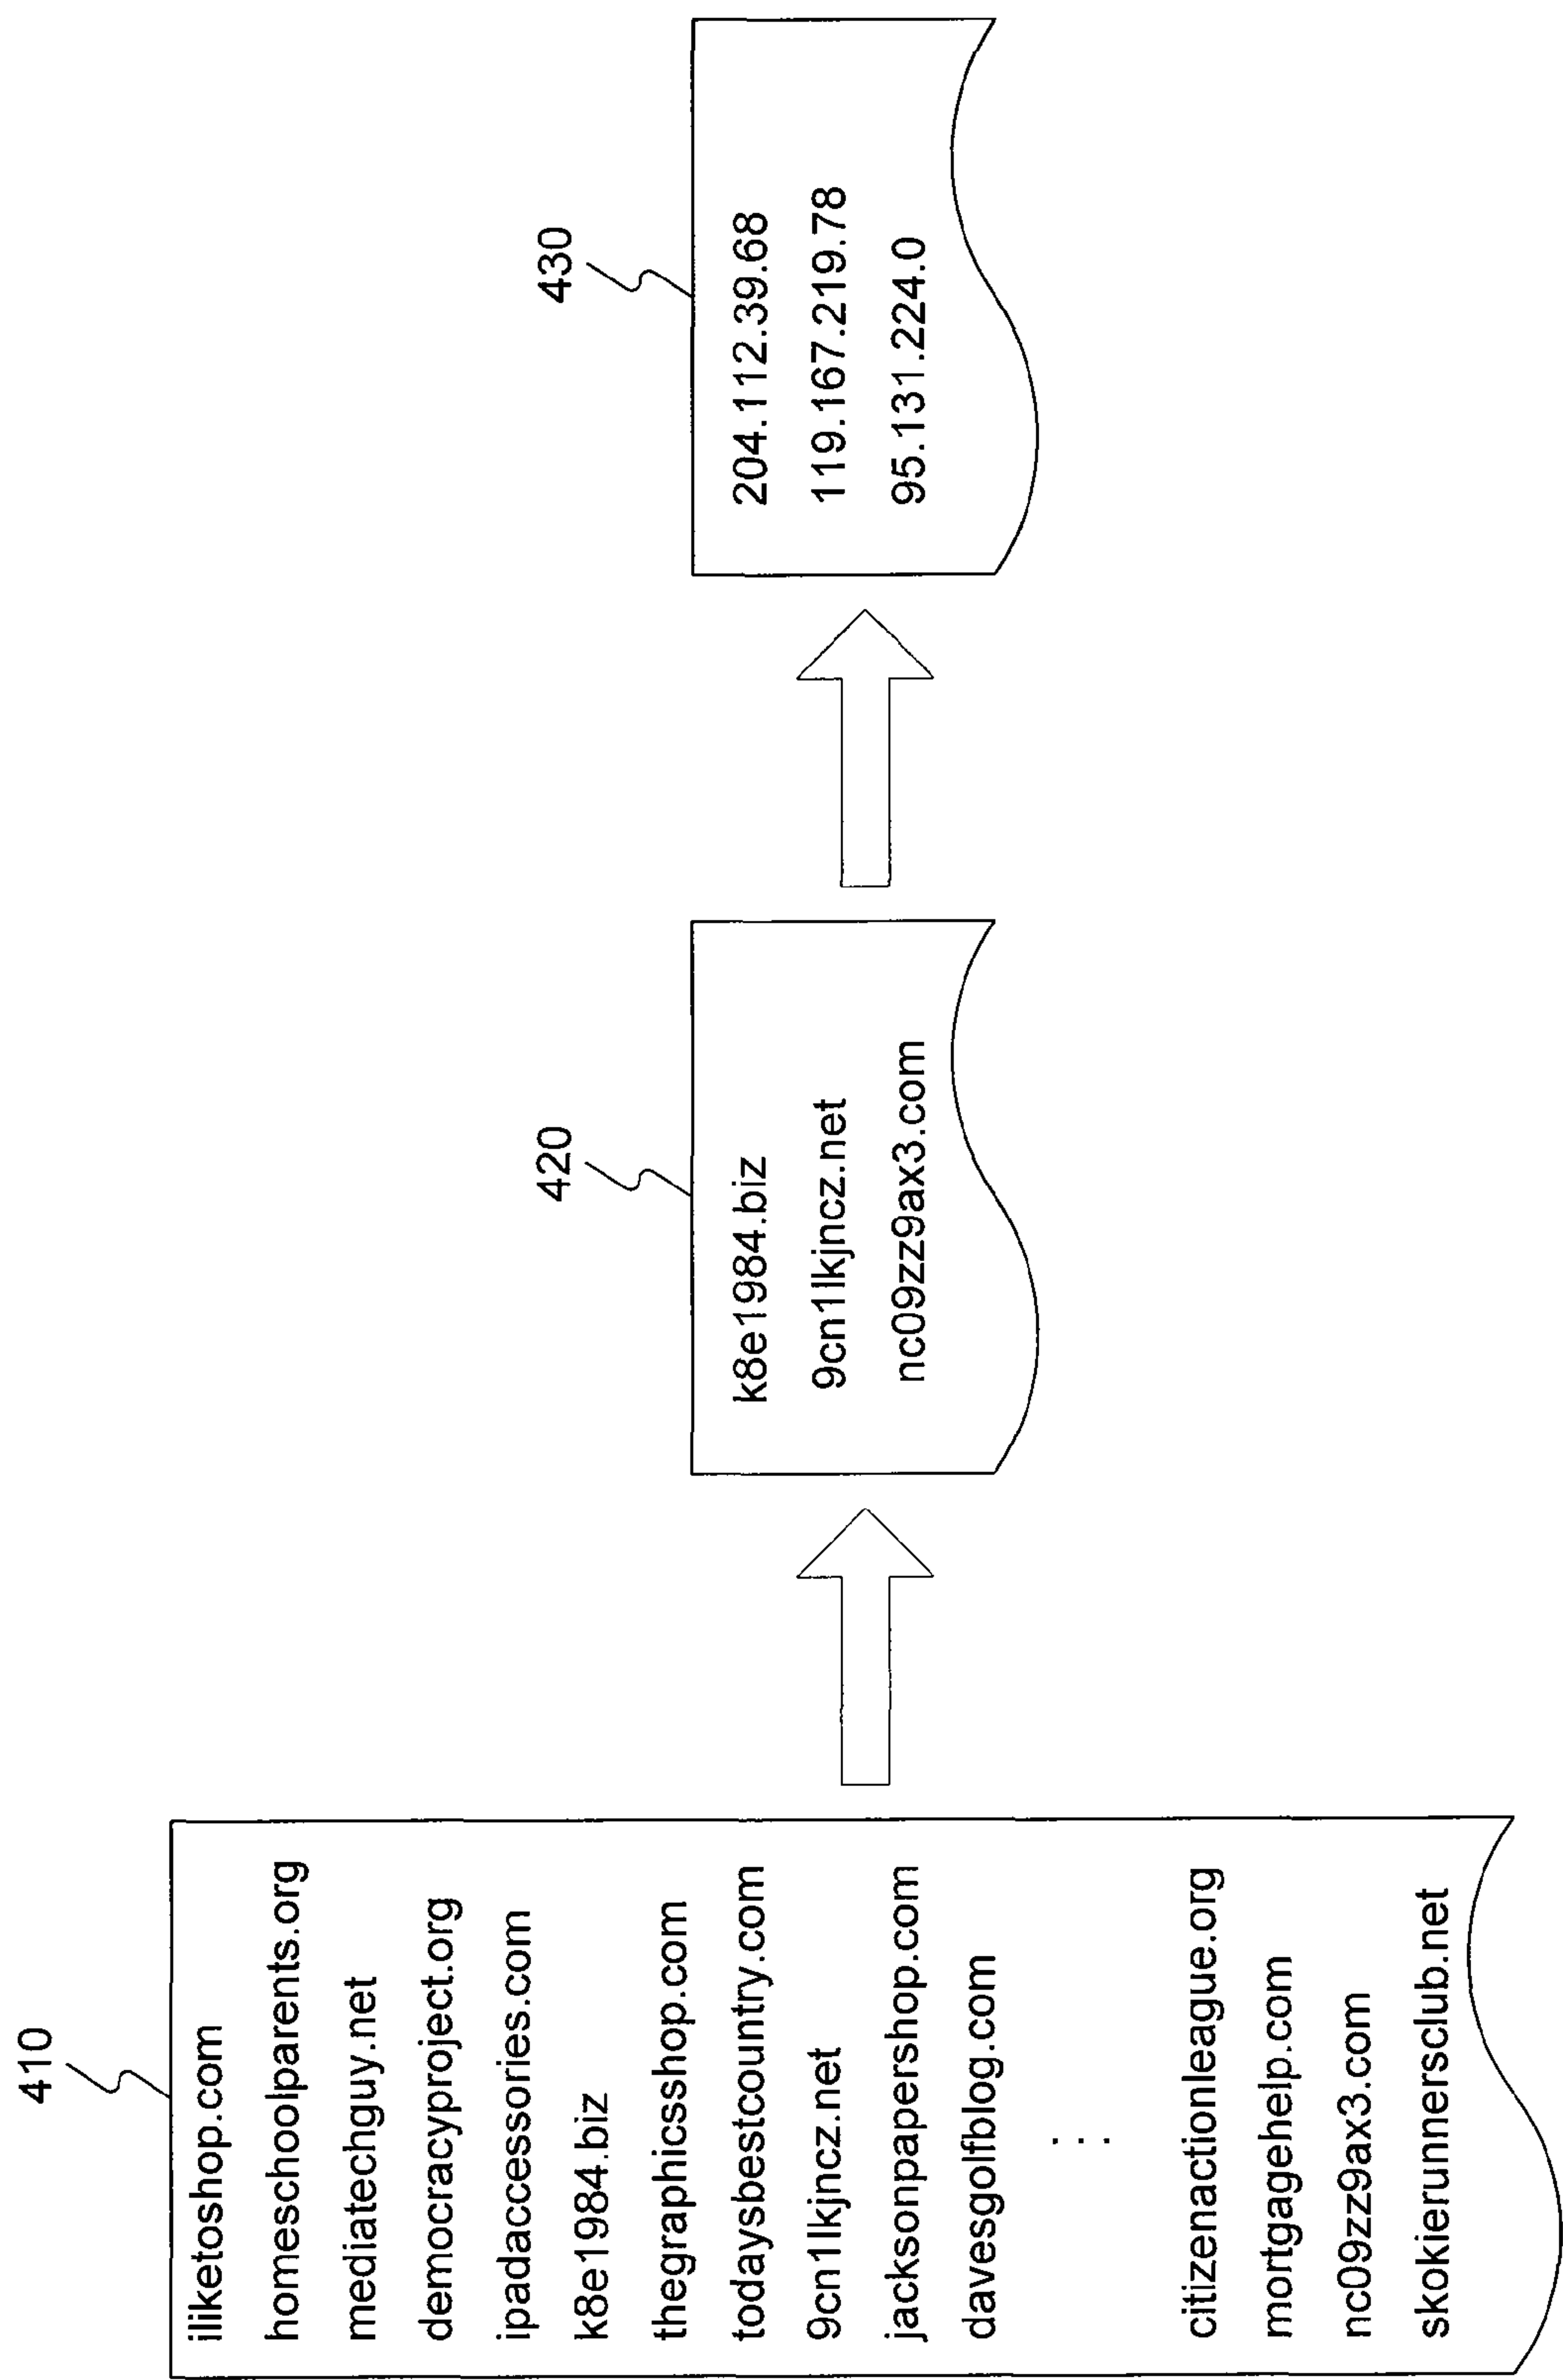 410
iliketoshop.com
homeschoolparents.org
mediatechguy.net
democracyproject.org
ipadaccessories.com
k8e1984.biz
thegraphicsshop.com
todaysbestcountry.com
9cn1lkjncz.net
jacksonpapershop.com
davesgolfblog.com
. . .
citizenactionleague.org
mortgagehelp.com
nc09zz9ax3.com
skokierunnersclub.net
420
k8e1984.biz
9cn1lkjncz.net
nc09zz9ax3.com
430
204.112.39.68
119.167.219.78
95.131.224.0